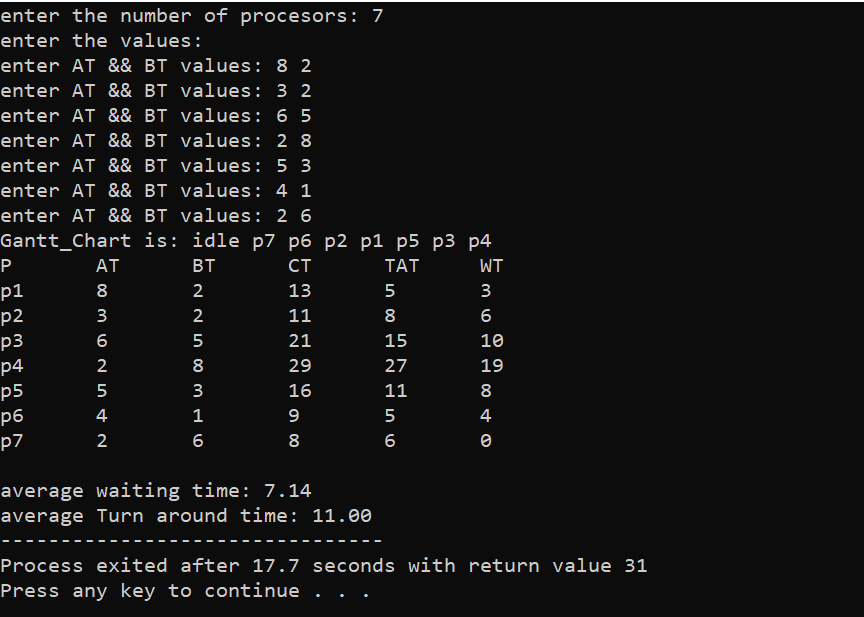 enter the number of procesors: 7
enter the values:
enter AT && BT values: 8 2
enter AT && BT values: 3 2
enter AT && BT values: 6 5
enter AT && BT values: 2 8
enter AT && BT values: 5 3
enter AT && BT values: 4 1
enter AT && BT values: 2 6
Gantt_Chart is: idle p7 p6 p2 p1 p5 p3 p4
P AT BT CT TAT WT
p1 8 2 13 5 3
p2 3 2 11 8 6
p3 6 5 21 15 10
p4 2 8 29 27 19
p5 5 3 16 11 8
p6 4 1 9 5 4
p7 2 6 8 6 0
average waiting time: 7.14
average Turn around time: 11.00
--------------------------------
Process exited after 17.7 seconds with return value 31
Press any key to continue . . .